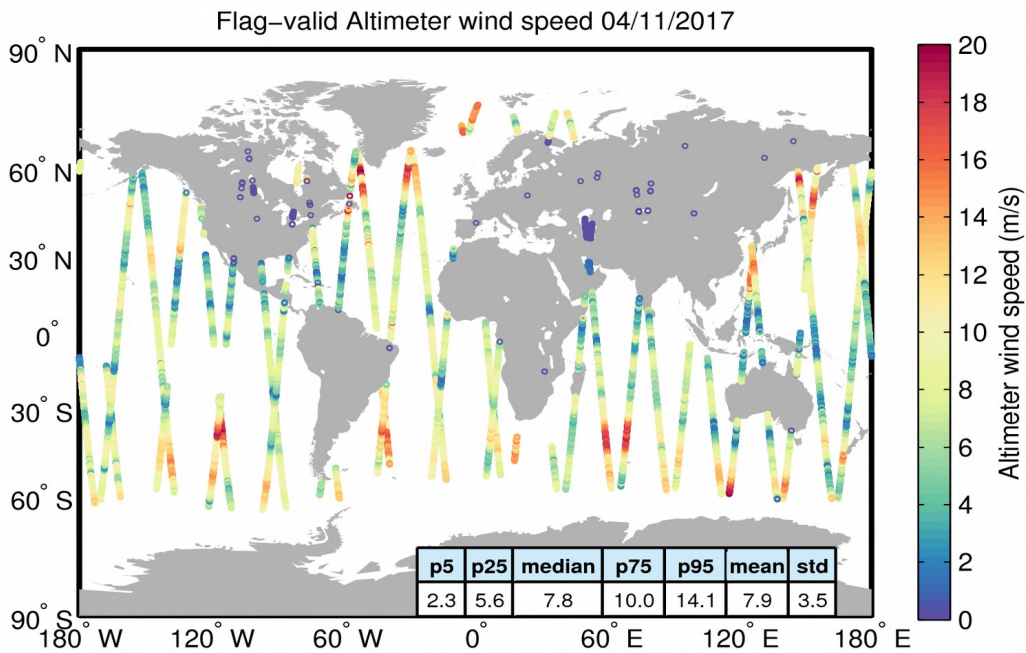 Flag–valid Altimeter wind speed 04/11/2017
90° N
60° N
30° N
0°
30° S
60° S
90° S
180° W
120° W
60° W
0°
60° E
120° E
180° E
p5 p25 median p75 p95 mean std
2.3 5.6 7.8 10.0 14.1 7.9 3.5
20
18
16
14
12
10
8
6
4
2
0
Altimeter wind speed (m/s)